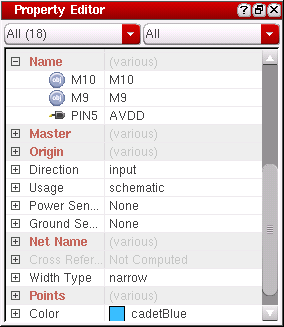 Property Editor
All (18) All
Name (various)
obj M10 M10
obj M9 M9
PIN5 AVDD
Master (various)
Origin (various)
Direction input
Usage schematic
Power Sen... None
Ground Se... None
Net Name (various)
Cross Refer... Not Computed
Width Type narrow
Points (various)
Color cadetBlue